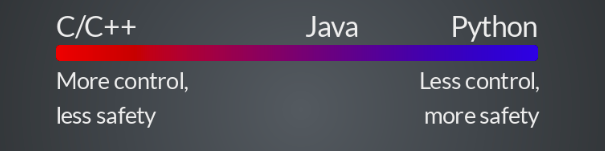 C/C++ Java Python
More control, Less control,
less safety more safety